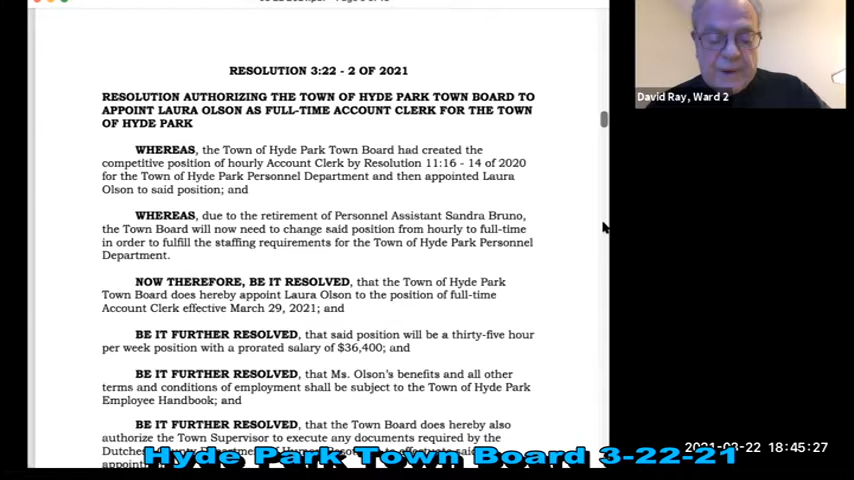 RESOLUTION 3:22 - 2 OF 2021
RESOLUTION AUTHORIZING THE TOWN OF HYDE PARK TOWN BOARD TO
APPOINT LAURA OLSON AS FULL-TIME ACCOUNT CLERK FOR THE TOWN
OF HYDE PARK
WHEREAS, the Town of Hyde Park Town Board had created the
competitive position of hourly Account Clerk by Resolution 11:16 - 14 of 2020
for the Town of Hyde Park Personnel Department and then appointed Laura
Olson to said position; and
WHEREAS, due to the retirement of Personnel Assistant Sandra Bruno,
the Town Board will now need to change said position from hourly to full-time
in order to fulfill the staffing requirements for the Town of Hyde Park Personnel
Department.
NOW THEREFORE, BE IT RESOLVED, that the Town of Hyde Park
Town Board does hereby appoint Laura Olson to the position of full-time
Account Clerk effective March 29, 2021; and
BE IT FURTHER RESOLVED, that said position will be a thirty-five hour
per week position with a prorated salary of $36,400; and
BE IT FURTHER RESOLVED, that Ms. Olson's benefits and all other
terms and conditions of employment shall be subject to the Town of Hyde Park
Employee Handbook; and
BE IT FURTHER RESOLVED, that the Town Board does hereby also
authorize the Town Supervisor to execute any documents required by the
David Ray, Ward 2
2021-03-22 18:45:27
Hyde Park Town Board 3-22-21